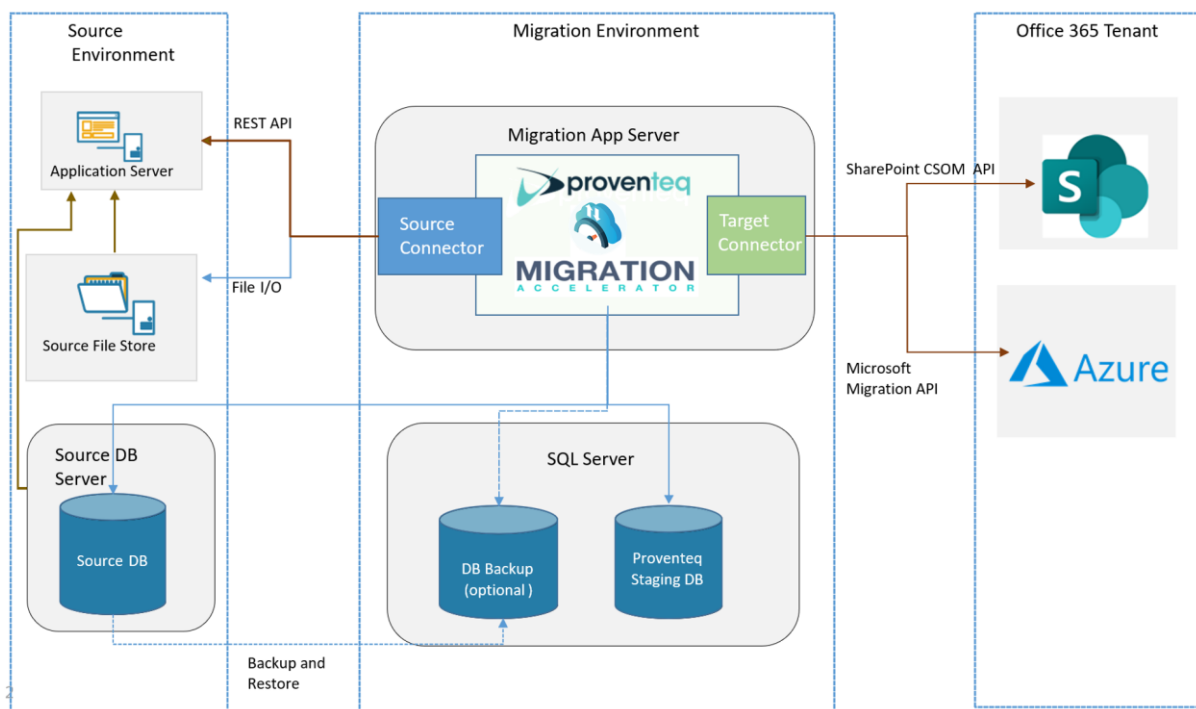 Source
Environment
Migration Environment
Office 365 Tenant
REST API
Application Server
Migration App Server
proventeq
MIGRATION
ACCELERATOR
Source
Connector
Target
Connector
SharePoint CSOM API
S
File I/O
Source File Store
Microsoft
Migration API
Azure
Source DB
Server
SQL Server
Source DB
DB Backup
(optional )
Proventeq
Staging DB
Backup and
Restore
2